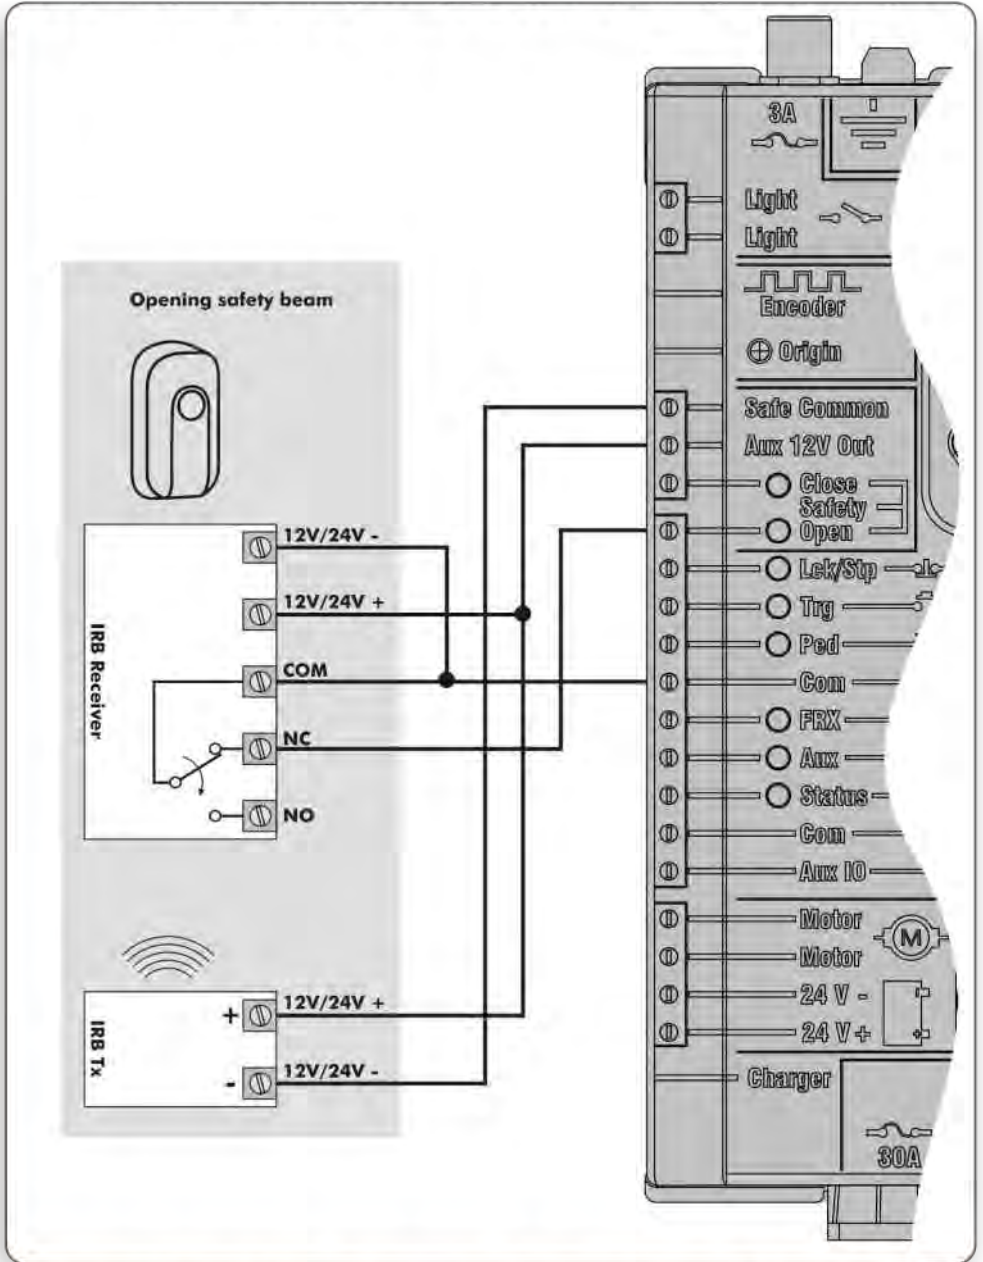 Opening safety beam
IRB Receiver
12V/24V -
12V/24V +
COM
NC
NO
IRB Tx
+
12V/24V +
-
12V/24V -
3A
Light
Light
Encoder
Origin
Safe Common
Aux 12V Out
Close
Safety
Open
Lck/Stp
Trg
Ped
Com
FRX
Aux
Status
Com
Aux IO
Motor
M
Motor
24 V -
24 V +
Charger
30A